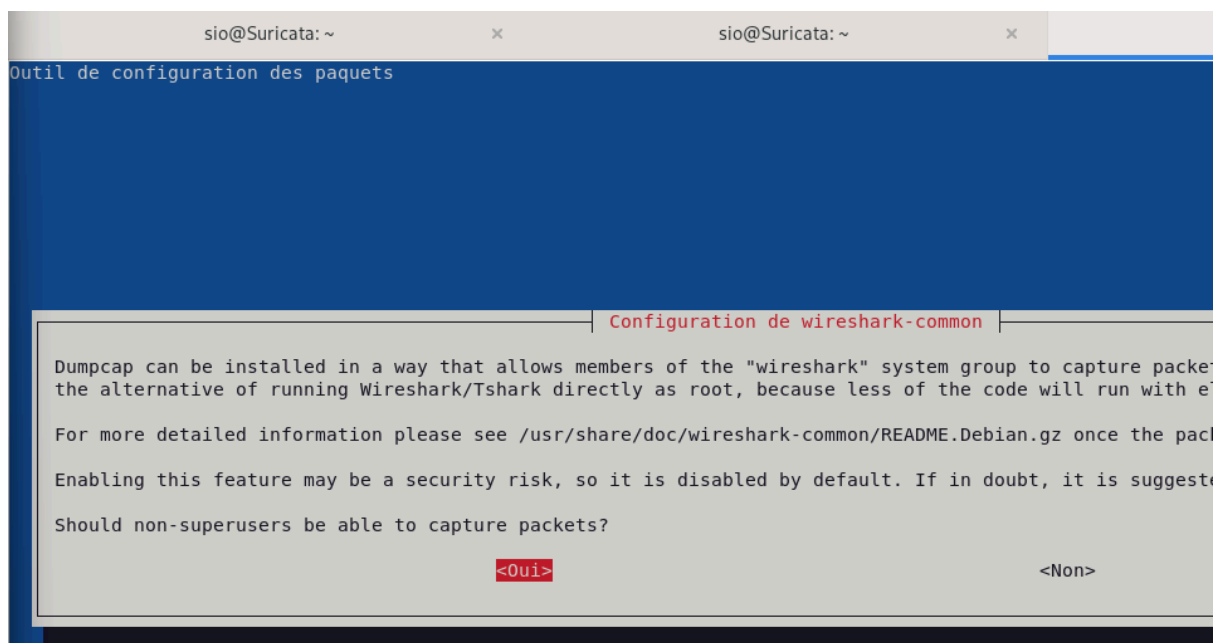 sio@Suricata: ~ × sio@Suricata: ~ ×
Outil de configuration des paquets
Configuration de wireshark-common
Dumpcap can be installed in a way that allows members of the "wireshark" system group to capture
the alternative of running Wireshark/Tshark directly as root, because less of the code will run with
For more detailed information please see /usr/share/doc/wireshark-common/README.Debian.gz once the
Enabling this feature may be a security risk, so it is disabled by default. If in doubt, it is
Should non-superusers be able to capture packets?
<Oui> <Non>